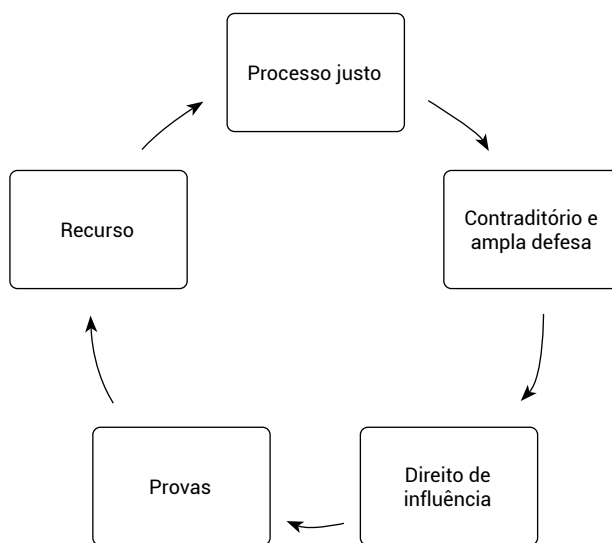 Processo justo
Contraditório e
ampla defesa
Direito de
influência
Provas
Recurso